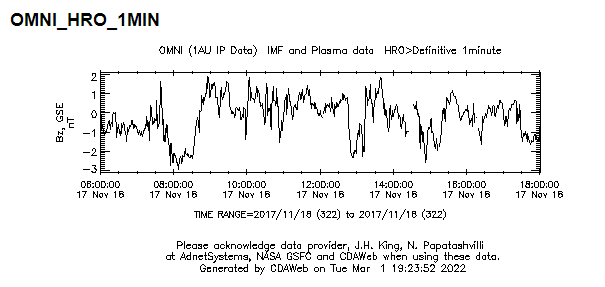 OMNI_HRO_1MIN
OMNI (1AU IP Data) IMF and Plasma data HRO>Definitive 1minute
2
1
0
-1
-2
-3
Bz, GSE
nT
06:00:00 08:00:00 10:00:00 12:00:00 14:00:00 16:00:00 18:00:00
17 Nov 18 17 Nov 18 17 Nov 18 17 Nov 18 17 Nov 18 17 Nov 18 17 Nov 18
TIME RANGE=2017/11/18 (322) to 2017/11/18 (322)
Please acknowledge data provider, J.H. King, N. Papatashvilli
at AdnetSystems, NASA GSFC and CDAWeb when using these data.
Generated by CDAWeb on Tue Mar 1 19:23:52 2022